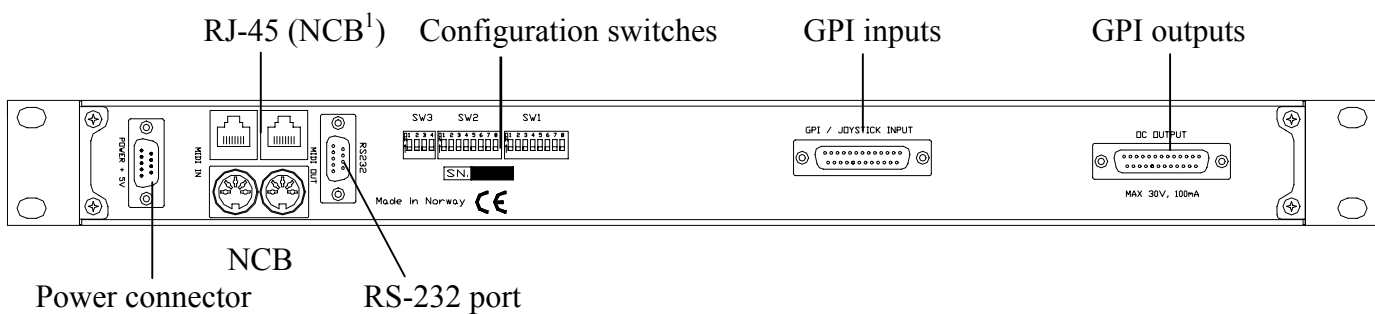 RJ-45 (NCB1) Configuration switches GPI inputs GPI outputs
SW3 SW2 SW1
1 2 3 4 1 2 3 4 5 6 7 8 1 2 3 4 5 6 7 8
POWER + 5V
MIDI IN
MIDI OUT
RS232
GPI / JOYSTICK INPUT
DC OUTPUT
SN.
MAX 30V, 100mA
Made in Norway CE
NCB
Power connector RS-232 port